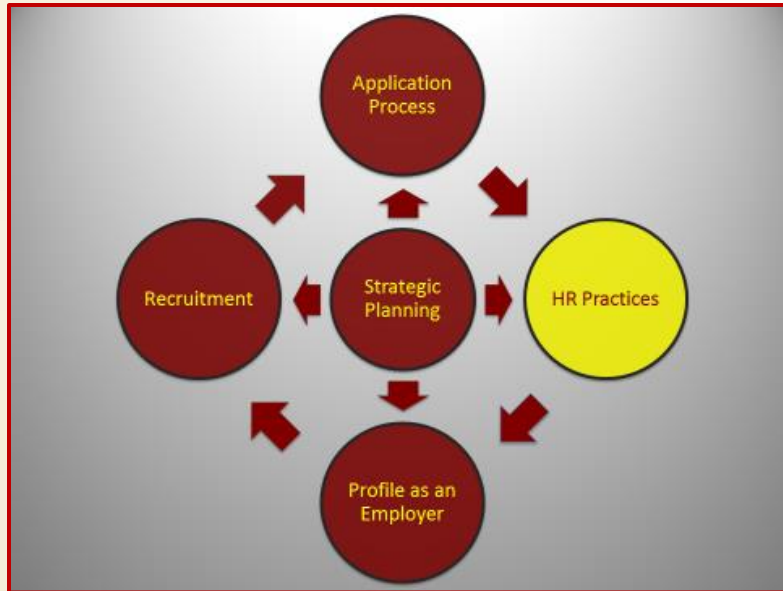 Application
Process
Recruitment
Strategic
Planning
HR Practices
Profile as an
Employer